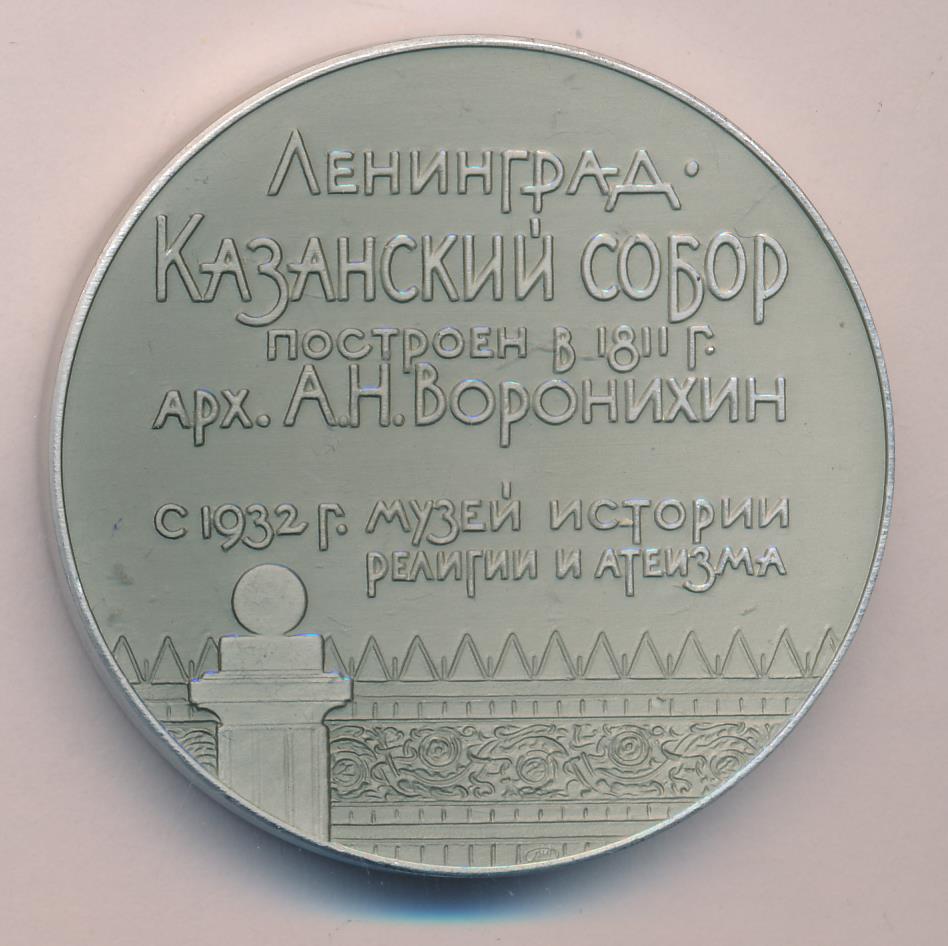 Ленинград·
Казанский собор
построен в 1811 г.
арх. А.Н. Воронихин
с 1932 г. музей истории
религии и атеизма